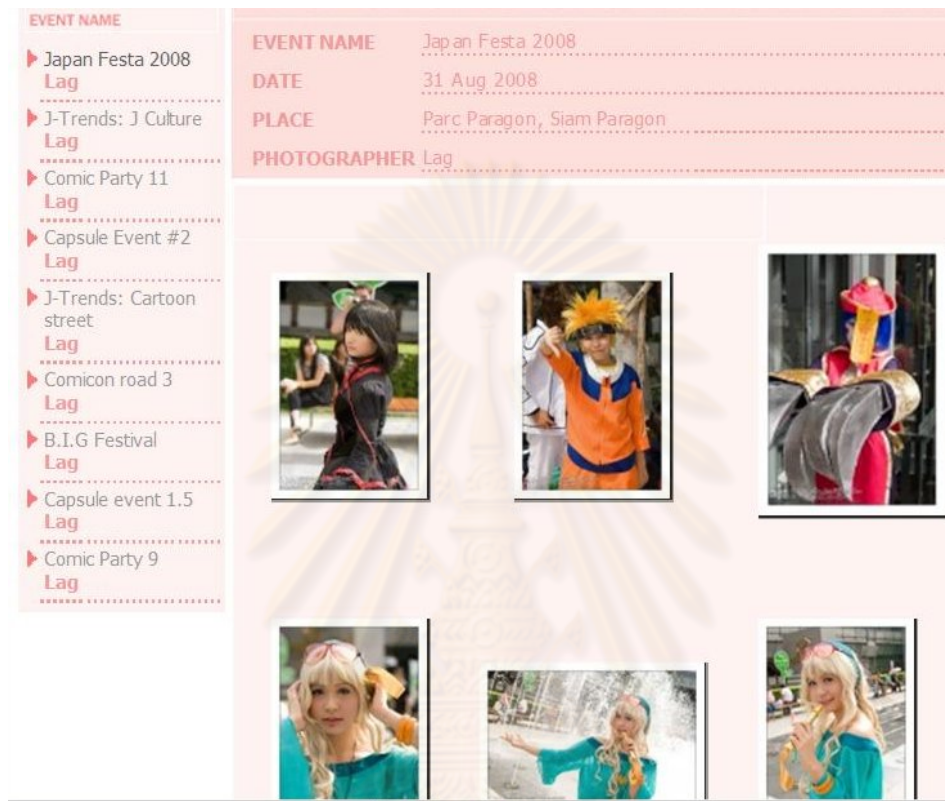 EVENT NAME
Japan Festa 2008
Lag
J-Trends: J Culture
Lag
Comic Party 11
Lag
Capsule Event #2
Lag
J-Trends: Cartoon
street
Lag
Comicon road 3
Lag
B.I.G Festival
Lag
Capsule event 1.5
Lag
Comic Party 9
Lag
EVENT NAME Japan Festa 2008
DATE 31 Aug 2008
PLACE Parc Paragon, Siam Paragon
PHOTOGRAPHER Lag